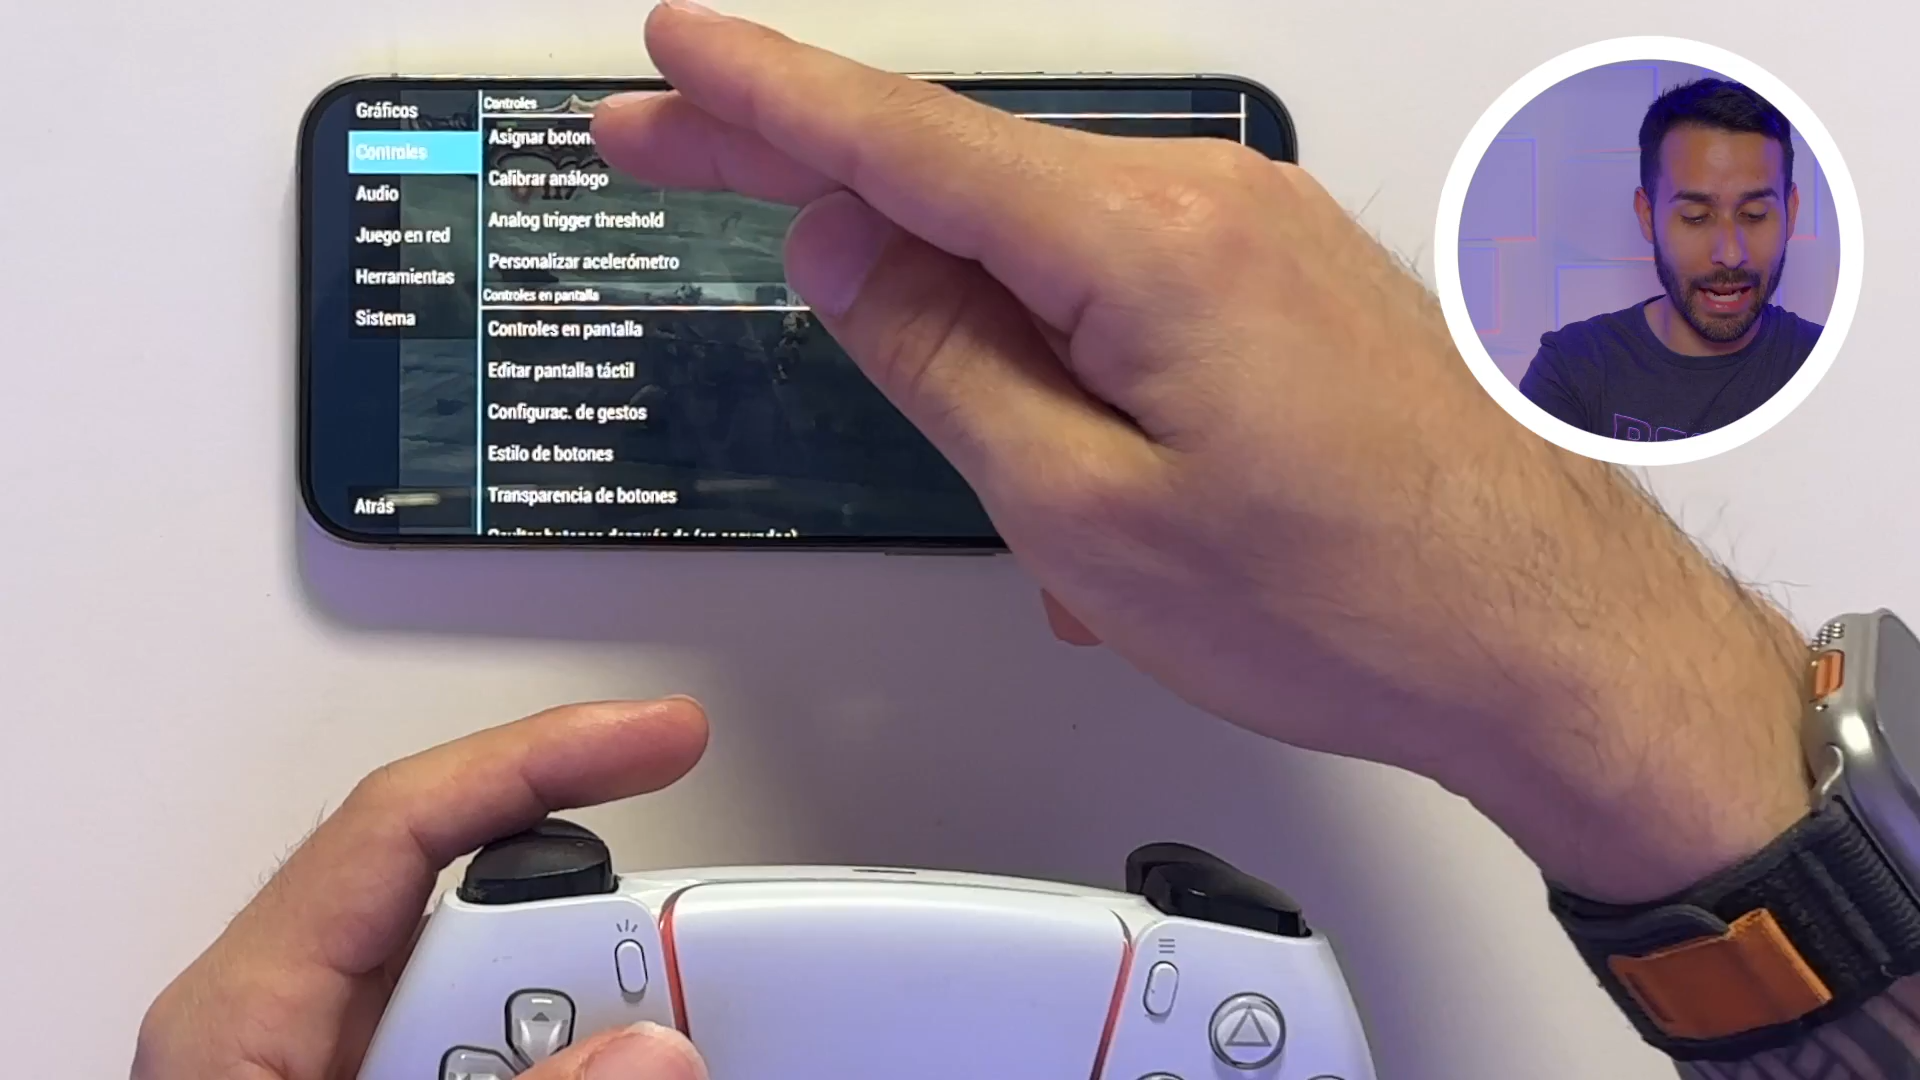 Gráficos
Controles
Audio
Juego en red
Herramientas
Sistema
Atrás
Controles
Asignar
Calibrar análogo
Analog trigger threshold
Personalizar acelerómetro
Controles en pantalla
Controles en pantalla
Editar pantalla táctil
Configurac. de gestos
Estilo de botones
Transparencia de botones